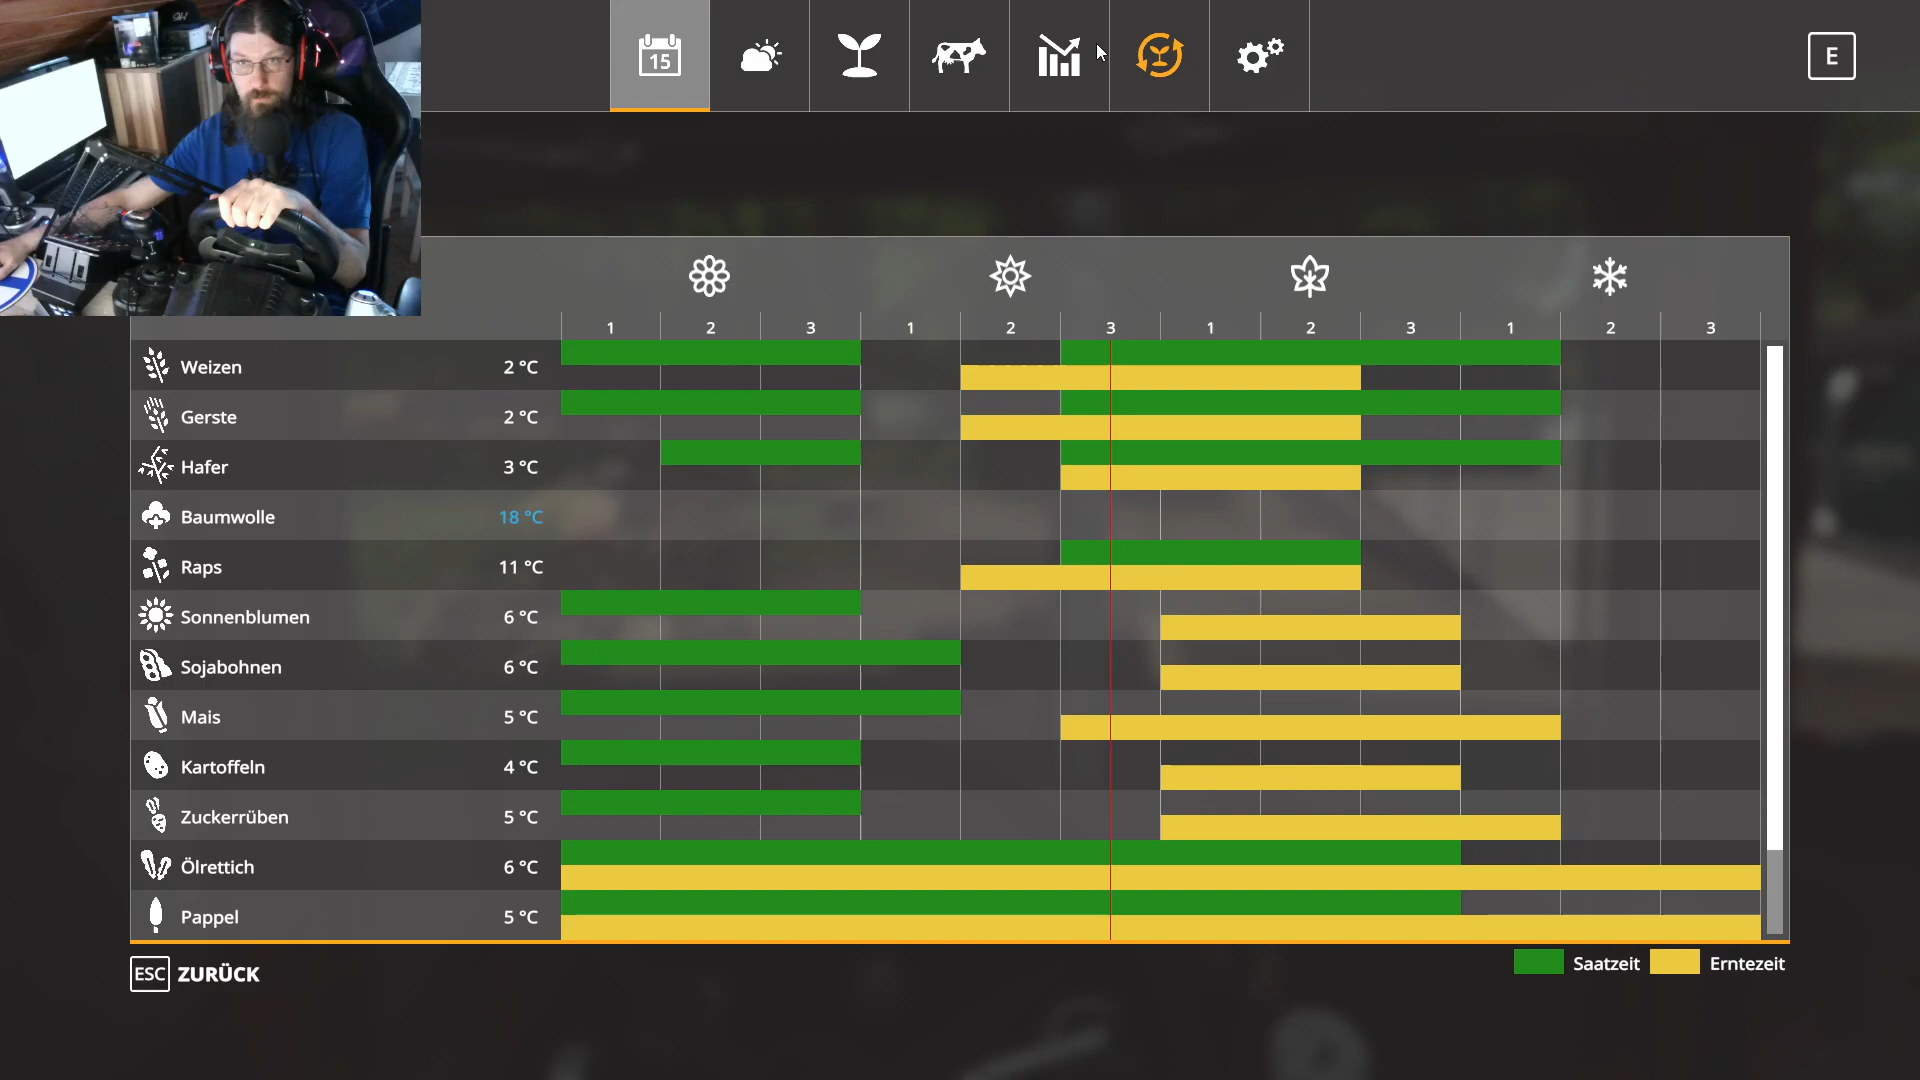 15
E
1 2 3 1 2 3 1 2 3 1 2 3
Weizen 2 °C
Gerste 2 °C
Hafer 3 °C
Baumwolle 18 °C
Raps 11 °C
Sonnenblumen 6 °C
Sojabohnen 6 °C
Mais 5 °C
Kartoffeln 4 °C
Zuckerrüben 5 °C
Ölrettich 6 °C
Pappel 5 °C
ESC ZURÜCK
Saatzeit Erntezeit